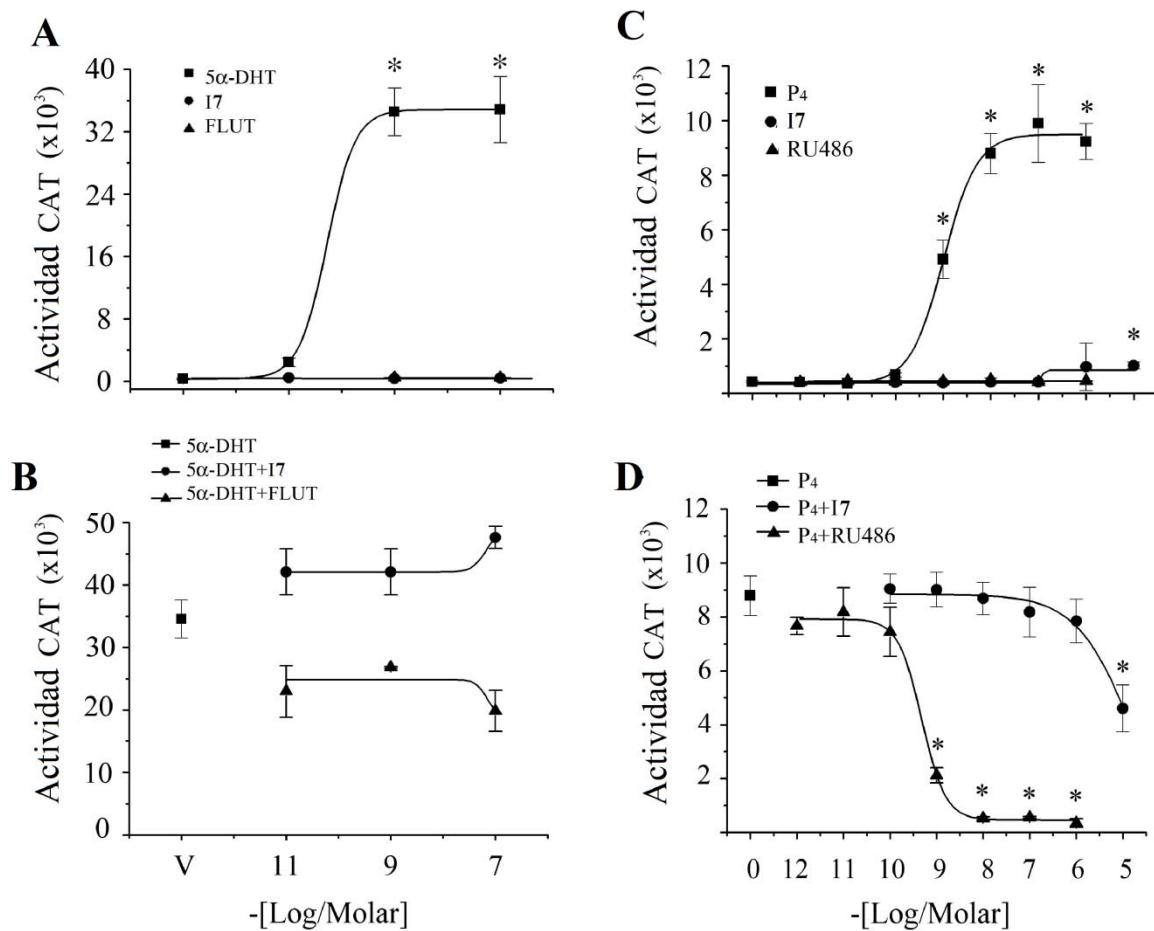 A
5α-DHT
I7
FLUT
Actividad CAT (x10³)
40
32
24
16
8
0
* *
B
5α-DHT
5α-DHT+I7
5α-DHT+FLUT
Actividad CAT (x10³)
50
40
30
20
10
0
V 11 9 7
-[Log/Molar]
C
P₄
I7
RU486
Actividad CAT (x10³)
12
10
8
6
4
2
* * * * *
*
D
P₄
P₄+I7
P₄+RU486
Actividad CAT (x10³)
12
10
8
6
4
2
*
* * * *
0 12 11 10 9 8 7 6 5
-[Log/Molar]